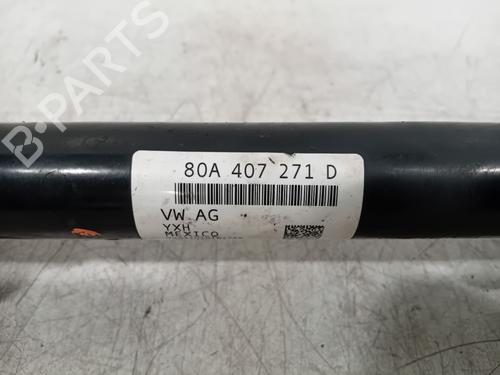 80A 407 271 D
VW AG
YXH
MEXICO
B-PARTS